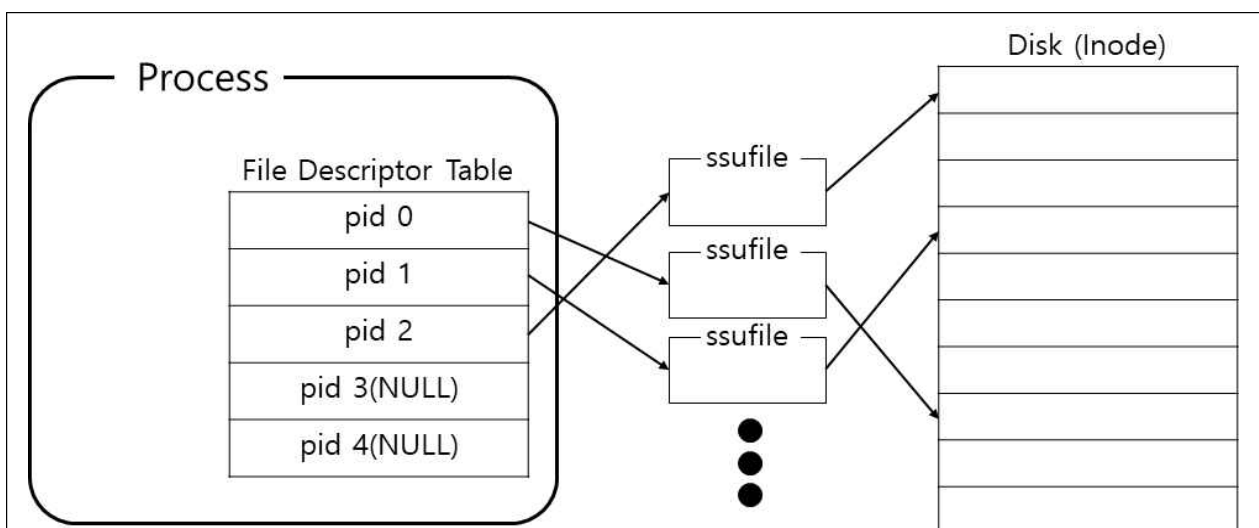 Process
File Descriptor Table
pid 0
pid 1
pid 2
pid 3(NULL)
pid 4(NULL)
ssufile
ssufile
ssufile
Disk (Inode)